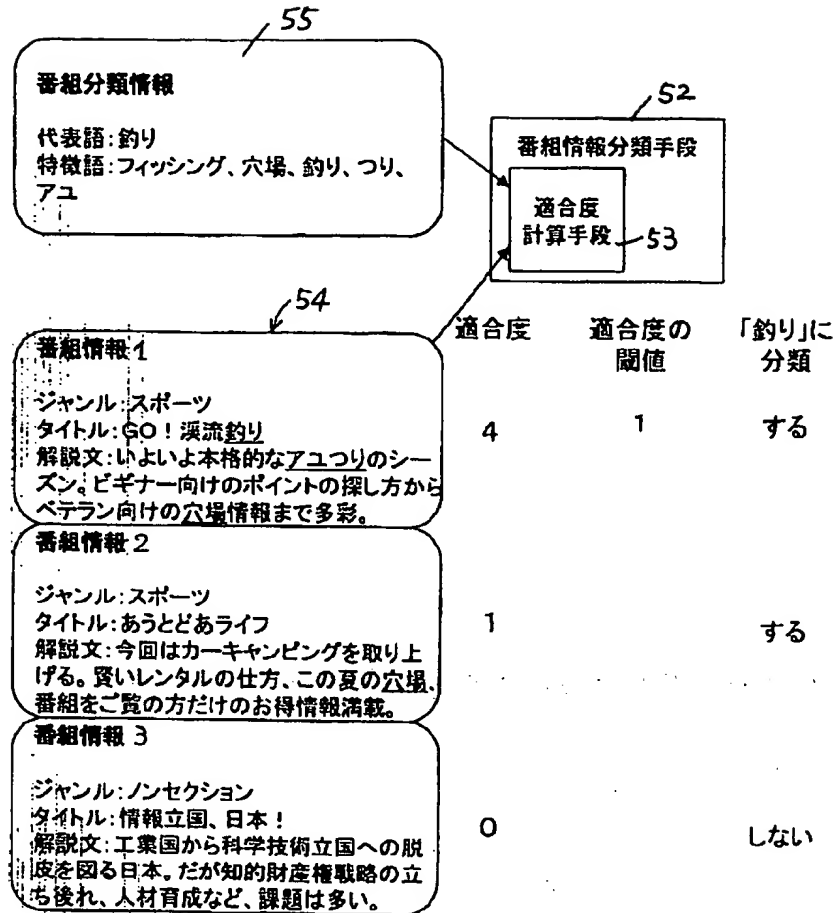 55
番組分類情報
代表語:釣り
特徴語:フィッシング、穴場、釣り、つり、
アユ
52
番組情報分類手段
適合度
計算手段
53
54
適合度
適合度の
閾値
「釣り」に
分類
番組情報 1
ジャンル:スポーツ
タイトル:GO!渓流釣り
解説文:いよいよ本格的なアユつりのシー
ズン。ビギナー向けのポイントの探し方から
ベテラン向けの穴場情報まで多彩。
4
1
する
番組情報 2
ジャンル:スポーツ
タイトル:あうとどあライフ
解説文:今回はカーキャンピングを取り上
げる。賢いレンタルの仕方、この夏の穴場、
番組をご覧の方だけのお得情報満載。
1
する
番組情報 3
ジャンル:ノンセクション
タイトル:情報立国、日本!
解説文:工業国から科学技術立国への脱
皮を図る日本。だが知的財産権戦略の立
ち後れ、人材育成など、課題は多い。
0
しない